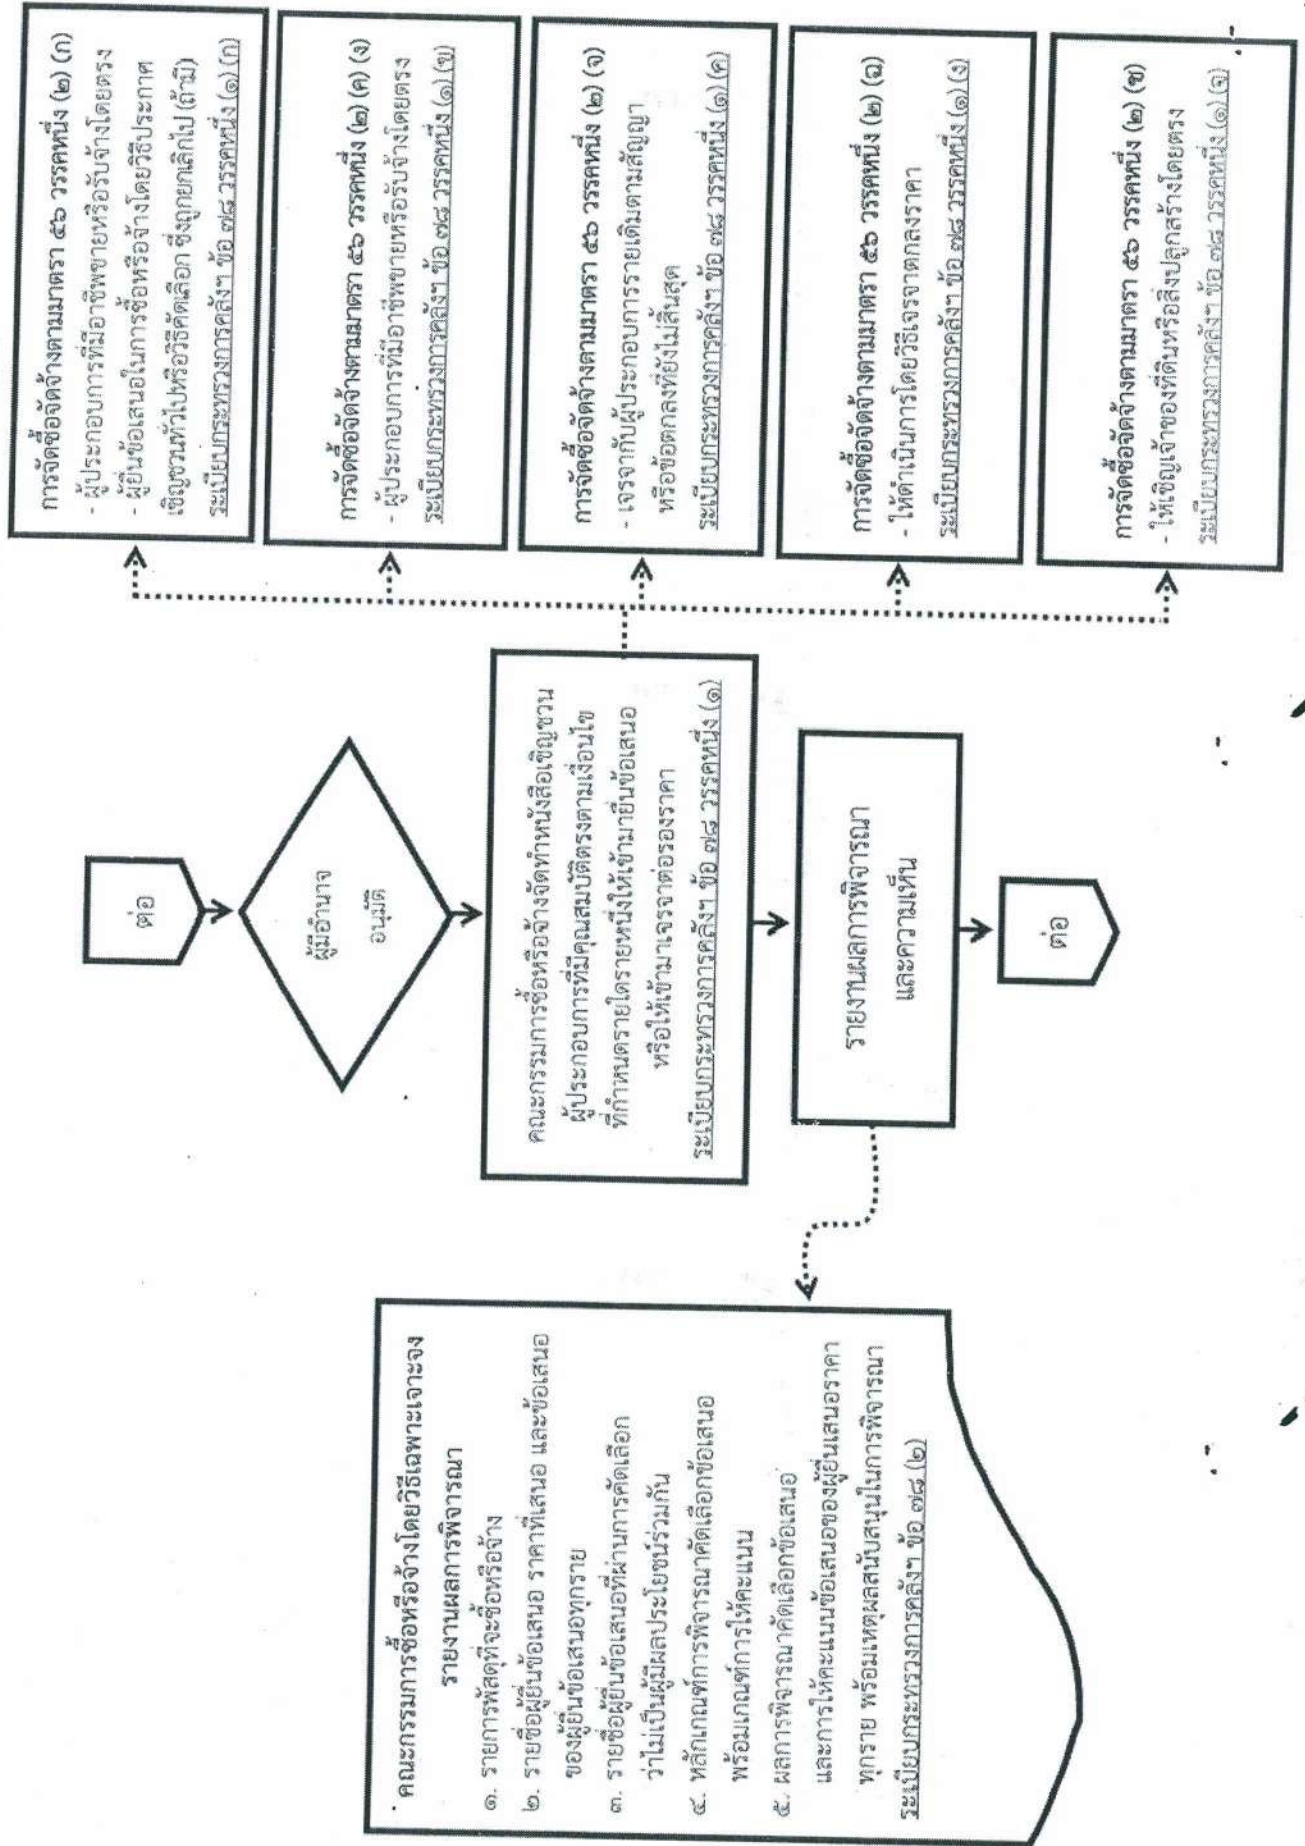 ต่อ
ผู้มีอำนาจ
อนุมัติ
คณะกรรมการซื้อหรือจ้างจัดทำหนังสือเชิญชวน
ผู้ประกอบการที่มีคุณสมบัติตรงตามเงื่อนไข
ที่กำหนดรายใดรายหนึ่งให้เข้ามายื่นข้อเสนอ
หรือให้เข้ามาเจรจาต่อรองราคา
ระเบียบกระทรวงการคลังฯ ข้อ ๗๘ วรรคหนึ่ง (๑)
รายงานผลการพิจารณา
และความเห็น
ต่อ
คณะกรรมการซื้อหรือจ้างโดยวิธีเฉพาะเจาะจง
รายงานผลการพิจารณา
๑. รายการพัสดุที่จะซื้อหรือจ้าง
๒. รายชื่อผู้ยื่นข้อเสนอ ราคาที่เสนอ และข้อเสนอ
ของผู้ยื่นข้อเสนอทุกราย
๓. รายชื่อผู้ยื่นข้อเสนอที่ผ่านการคัดเลือก
ว่าไม่เป็นผู้มีผลประโยชน์ร่วมกัน
๔. หลักเกณฑ์การพิจารณาคัดเลือกข้อเสนอ
พร้อมเกณฑ์การให้คะแนน
๕. ผลการพิจารณาคัดเลือกข้อเสนอ
และการให้คะแนนข้อเสนอของผู้ยื่นเสนอราคา
ทุกราย พร้อมเหตุผลสนับสนุนในการพิจารณา
ระเบียบกระทรวงการคลังฯ ข้อ ๗๘ (๒)
การจัดซื้อจัดจ้างตามมาตรา ๕๖ วรรคหนึ่ง (๒) (ก)
- ผู้ประกอบการที่มีอาชีพขายหรือรับจ้างโดยตรง
- ผู้ยื่นข้อเสนอในการซื้อหรือจ้างโดยวิธีประกาศ
เชิญชวนทั่วไปหรือวิธีคัดเลือก ซึ่งถูกยกเลิกไป (ถ้ามี)
ระเบียบกระทรวงการคลังฯ ข้อ ๗๘ วรรคหนึ่ง (๑) (ก)
การจัดซื้อจัดจ้างตามมาตรา ๕๖ วรรคหนึ่ง (๒) (ค) (ง)
- ผู้ประกอบการที่มีอาชีพขายหรือรับจ้างโดยตรง
ระเบียบกระทรวงการคลังฯ ข้อ ๗๘ วรรคหนึ่ง (๑) (ข)
การจัดซื้อจัดจ้างตามมาตรา ๕๖ วรรคหนึ่ง (๒) (จ)
- เจรจากับผู้ประกอบการรายเดิมตามสัญญา
หรือข้อตกลงที่ยังไม่สิ้นสุด
ระเบียบกระทรวงการคลังฯ ข้อ ๗๘ วรรคหนึ่ง (๑) (ค)
การจัดซื้อจัดจ้างตามมาตรา ๕๖ วรรคหนึ่ง (๒) (ฉ)
- ให้ดำเนินการโดยวิธีเจรจาตกลงราคา
ระเบียบกระทรวงการคลังฯ ข้อ ๗๘ วรรคหนึ่ง (๑) (ง)
การจัดซื้อจัดจ้างตามมาตรา ๕๖ วรรคหนึ่ง (๒) (ช)
- ให้เชิญเจ้าของที่ดินหรือสิ่งปลูกสร้างโดยตรง
ระเบียบกระทรวงการคลังฯ ข้อ ๗๘ วรรคหนึ่ง (๑) (จ)